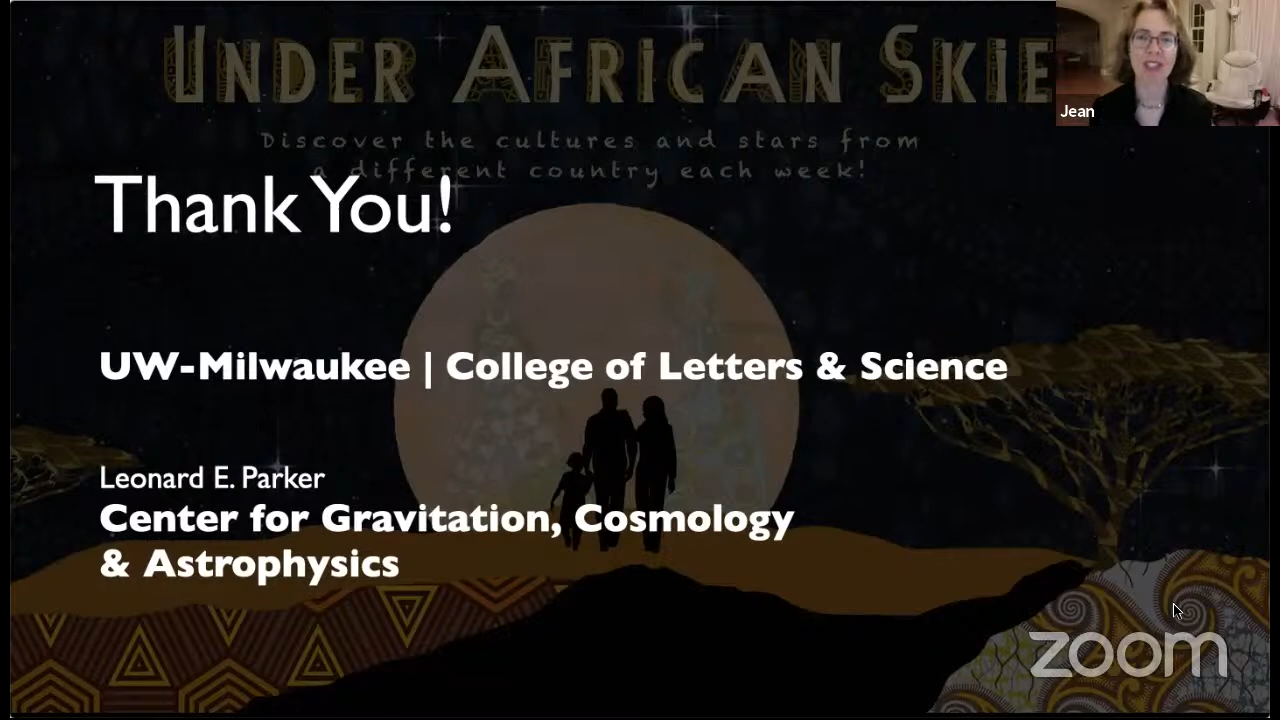 UNDER AFRICAN SKIE
Jean
Discover the cultures and stars from
a different country each week!
Thank You!
UW-Milwaukee | College of Letters & Science
Leonard E. Parker
Center for Gravitation, Cosmology
& Astrophysics
zoom